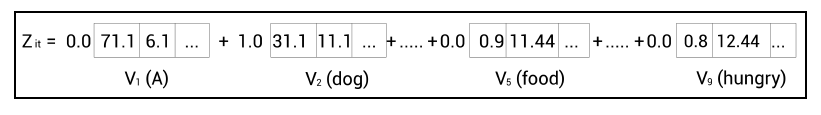 Z it = 0.0 71.1 6.1 ... + 1.0 31.1 11.1 ... +..... +0.0 0.9 11.44 ... +..... +0.0 0.8 12.44 ...
V₁ (A) V₂ (dog) V₅ (food) V₉ (hungry)